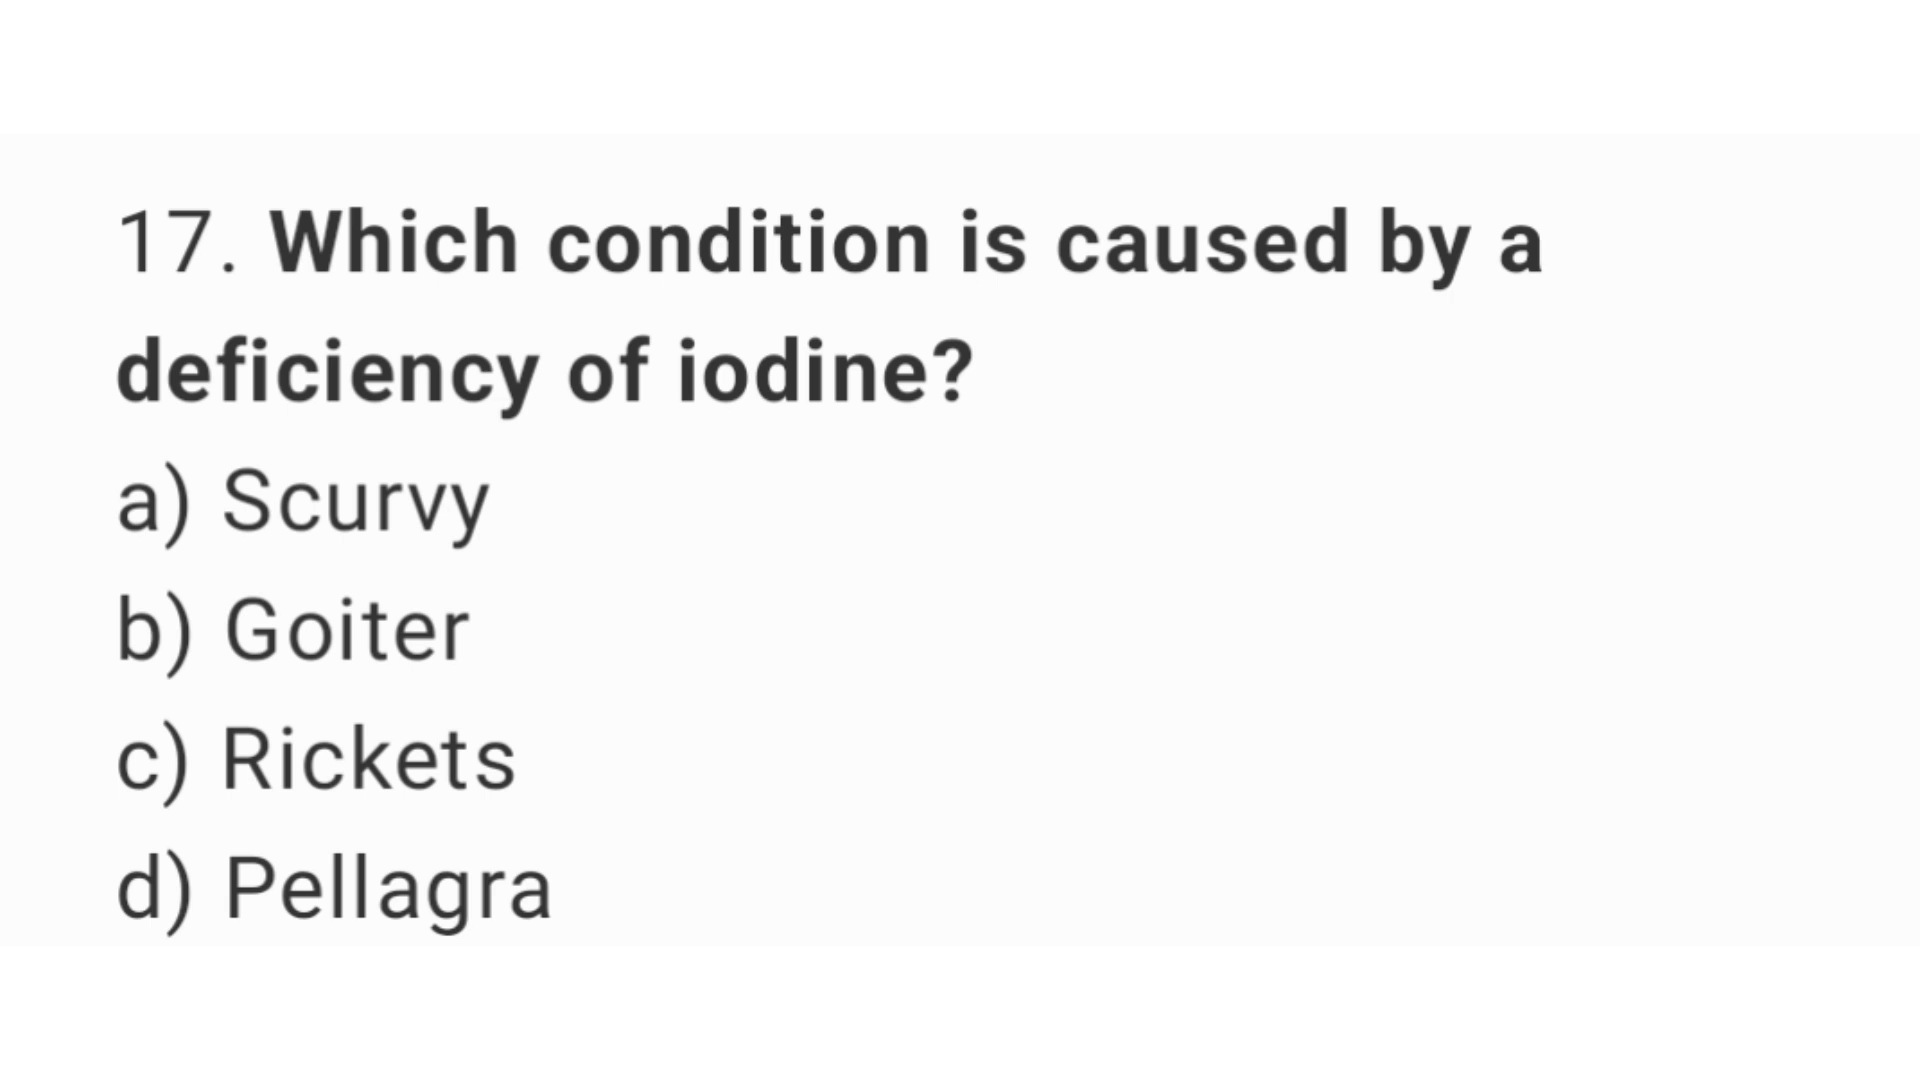 17. Which condition is caused by a
deficiency of iodine?
a) Scurvy
b) Goiter
c) Rickets
d) Pellagra